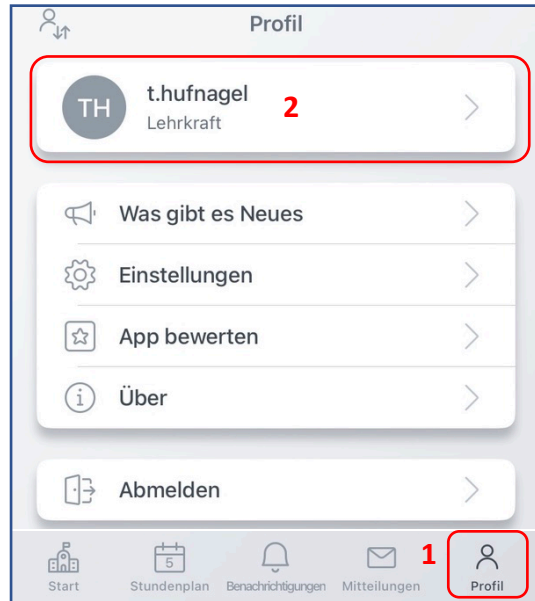 Profil
TH
t.hufnagel
2
Lehrkraft
Was gibt es Neues
Einstellungen
App bewerten
Über
Abmelden
5
1
Start
Stundenplan
Benachrichtigungen
Mitteilungen
Profil